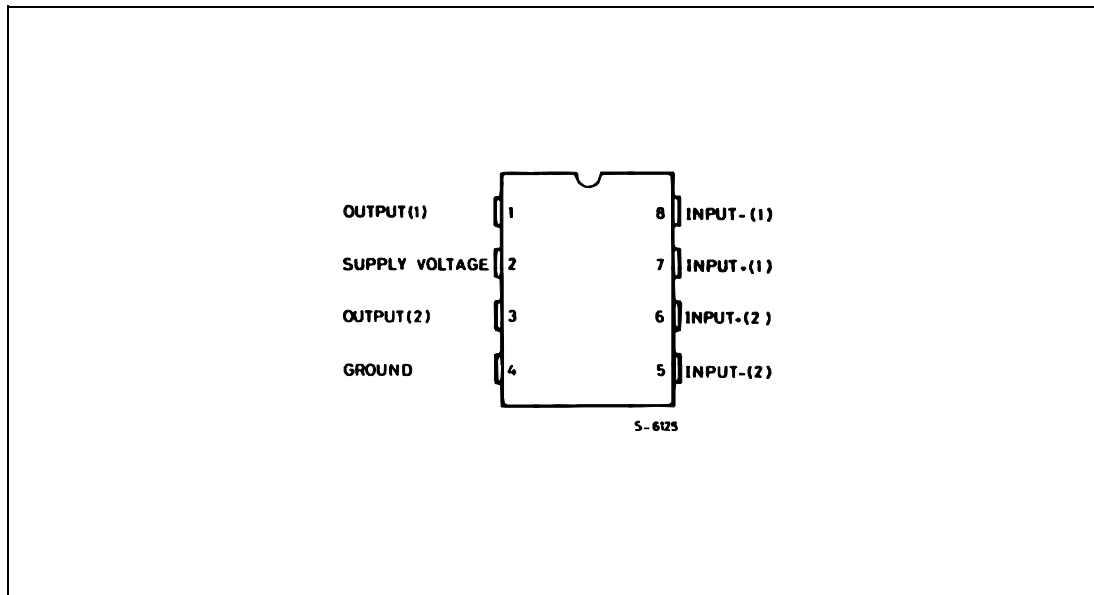 OUTPUT(1) 1 8 INPUT-(1)
SUPPLY VOLTAGE 2 7 INPUT+(1)
OUTPUT(2) 3 6 INPUT+(2)
GROUND 4 5 INPUT-(2)
S-6125